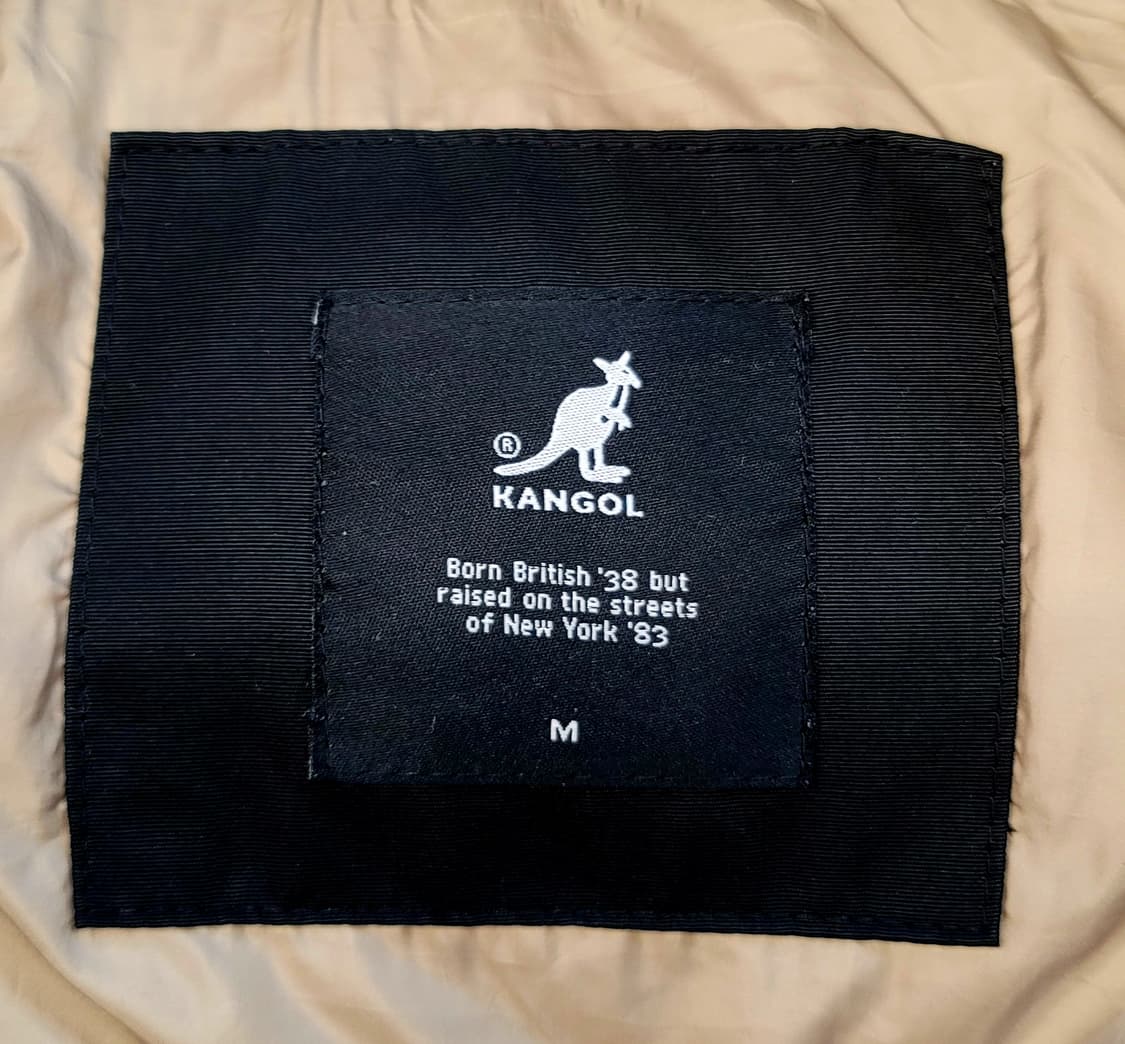 ®
KANGOL
Born British '38 but
raised on the streets
of New York '83
M